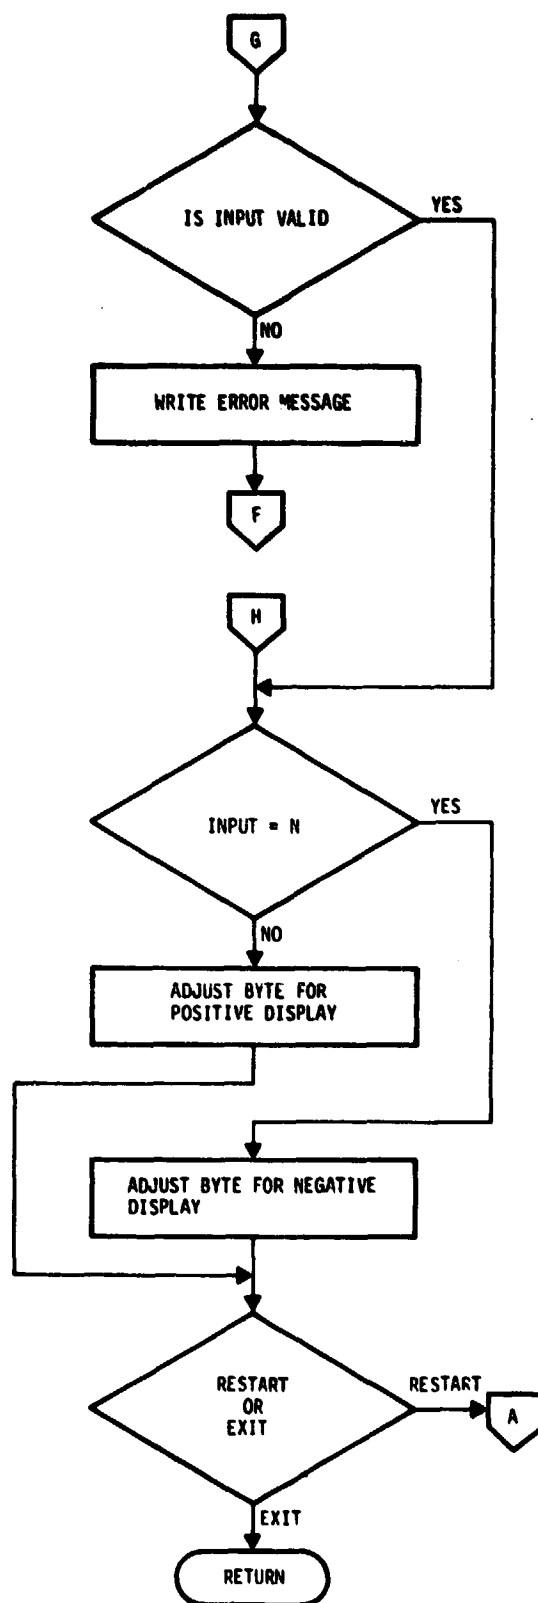 G
IS INPUT VALID
YES
NO
WRITE ERROR MESSAGE
F
H
INPUT = N
YES
NO
ADJUST BYTE FOR
POSITIVE DISPLAY
ADJUST BYTE FOR NEGATIVE
DISPLAY
RESTART
OR
EXIT
RESTART
A
EXIT
RETURN